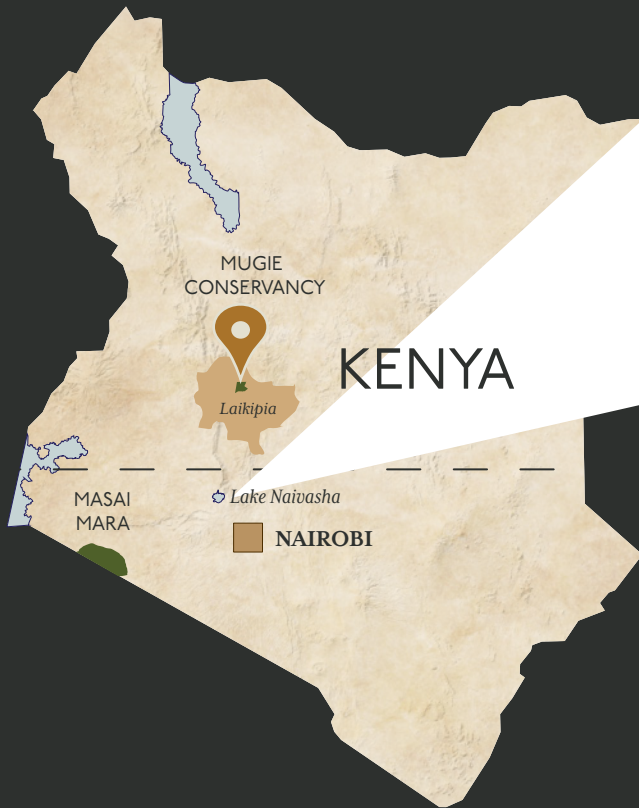 MUGIE
CONSERVANCY
KENYA
Laikipia
Lake Naivasha
MASAI
MARA
NAIROBI